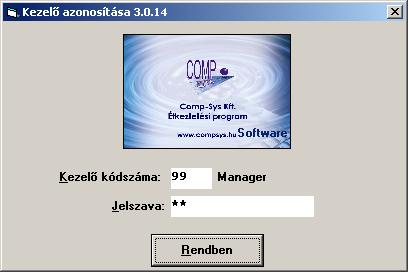 Kezelő azonosítása 3.0.14
COMP
Comp-Sys Kft.
Étkeztetési program
www.compsys.hu Software
Kezelő kódszáma: 99 Manager
Jelszava: **
Rendben